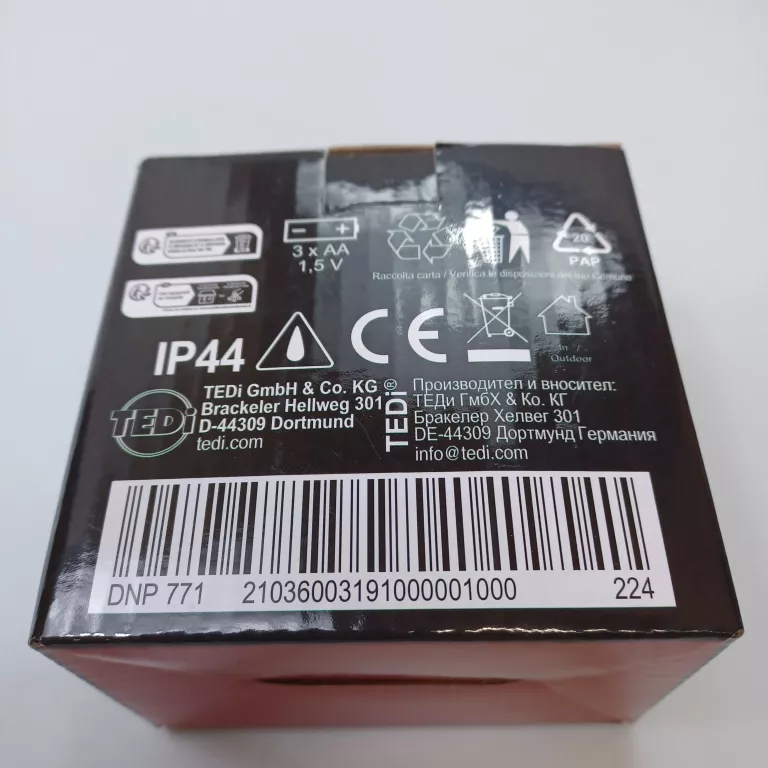 3 x AA
1,5 V
20
PAP
Raccolta carta / Verifica le disposizioni del tuo Comune
IP44
CE
In /
Outdoor
TEDi
TEDi GmbH & Co. KG
Brackeler Hellweg 301
D-44309 Dortmund
tedi.com
TEDi®
Производител и вносител:
ТЕДи ГмбХ & Ко. КГ
Бракелер Хелвег 301
DE-44309 Дортмунд Германия
info@tedi.com
DNP 771 21036003191000001000 224